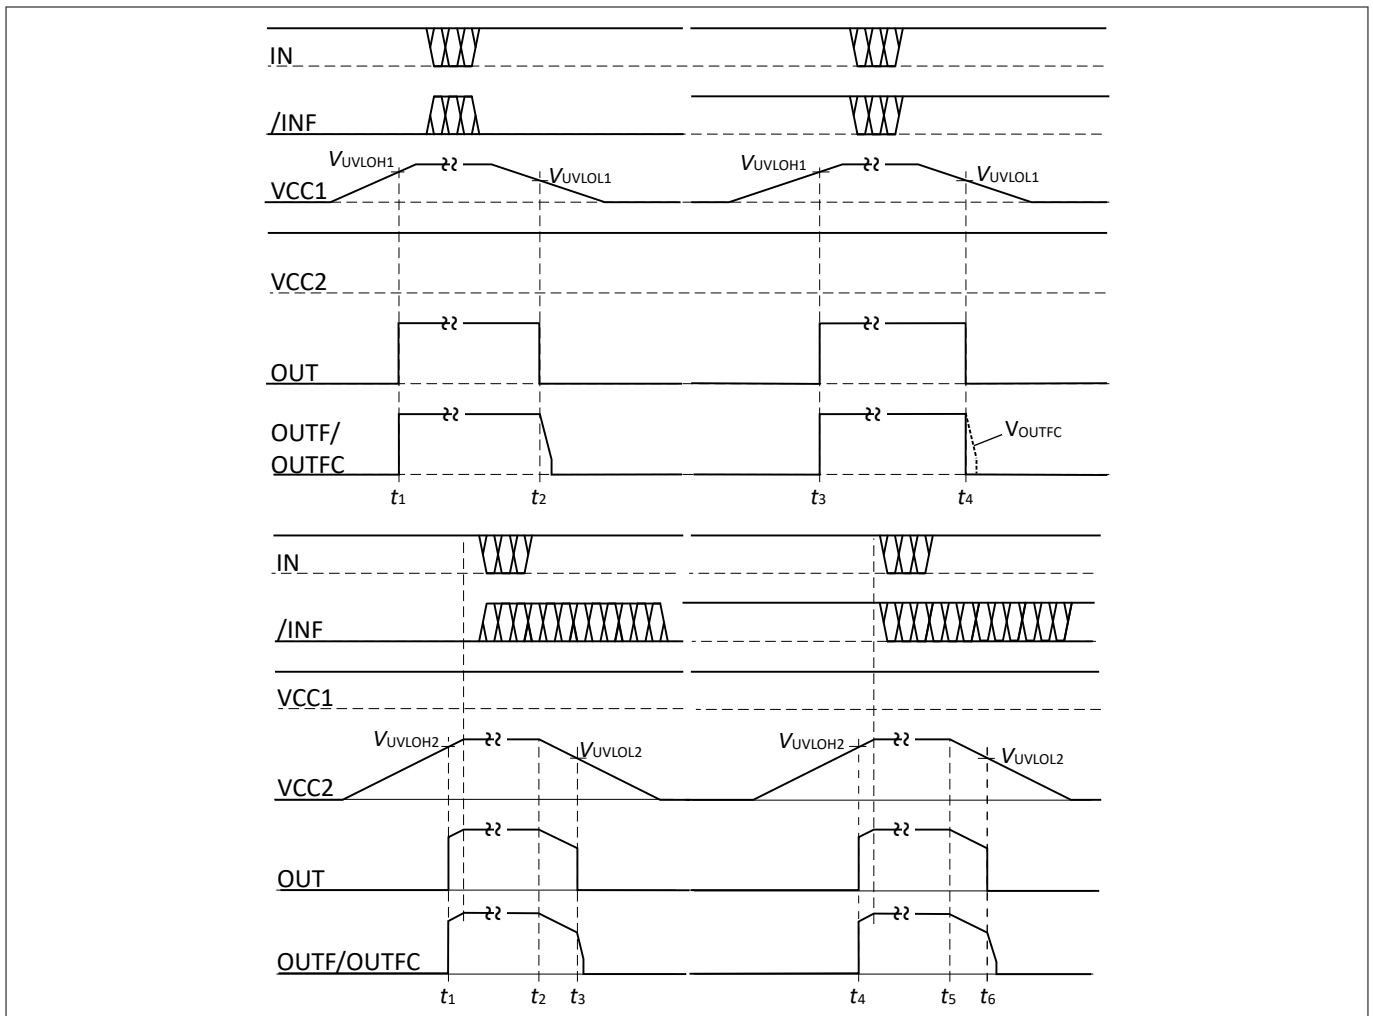 IN
/INF
VUVLOH1 VUVLOL1 VUVLOH1 VUVLOL1
VCC1
VCC2
OUT
OUTF/
OUTFC
VOUTFC
t1 t2 t3 t4
IN
/INF
VCC1
VUVLOH2 VUVLOL2 VUVLOH2 VUVLOL2
VCC2
OUT
OUTF/OUTFC
t1 t2 t3 t4 t5 t6